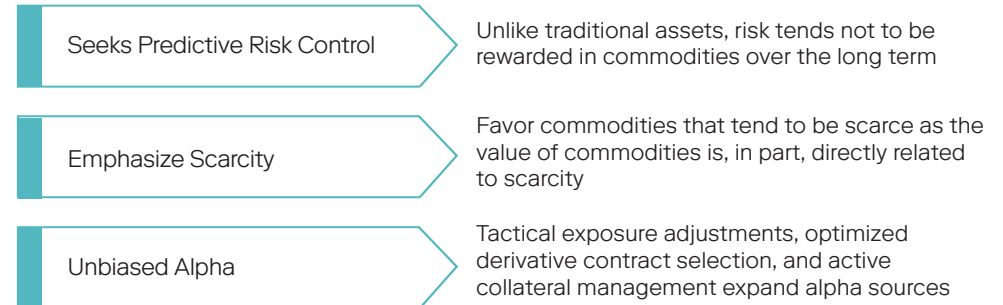 Seeks Predictive Risk Control
Unlike traditional assets, risk tends not to be
rewarded in commodities over the long term
Emphasize Scarcity
Favor commodities that tend to be scarce as the
value of commodities is, in part, directly related
to scarcity
Unbiased Alpha
Tactical exposure adjustments, optimized
derivative contract selection, and active
collateral management expand alpha sources